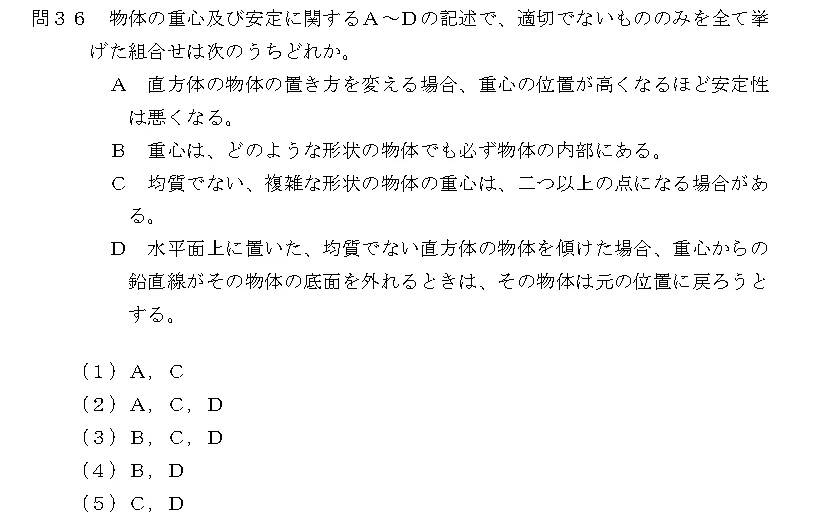 問３６　物体の重心及び安定に関するＡ～Ｄの記述で、適切でないもののみを全て挙
げた組合せは次のうちどれか。
Ａ　直方体の物体の置き方を変える場合、重心の位置が高くなるほど安定性
は悪くなる。
Ｂ　重心は、どのような形状の物体でも必ず物体の内部にある。
Ｃ　均質でない、複雑な形状の物体の重心は、二つ以上の点になる場合があ
る。
Ｄ　水平面上に置いた、均質でない直方体の物体を傾けた場合、重心からの
鉛直線がその物体の底面を外れるときは、その物体は元の位置に戻ろうと
する。
（１）Ａ，Ｃ
（２）Ａ，Ｃ，Ｄ
（３）Ｂ，Ｃ，Ｄ
（４）Ｂ，Ｄ
（５）Ｃ，Ｄ